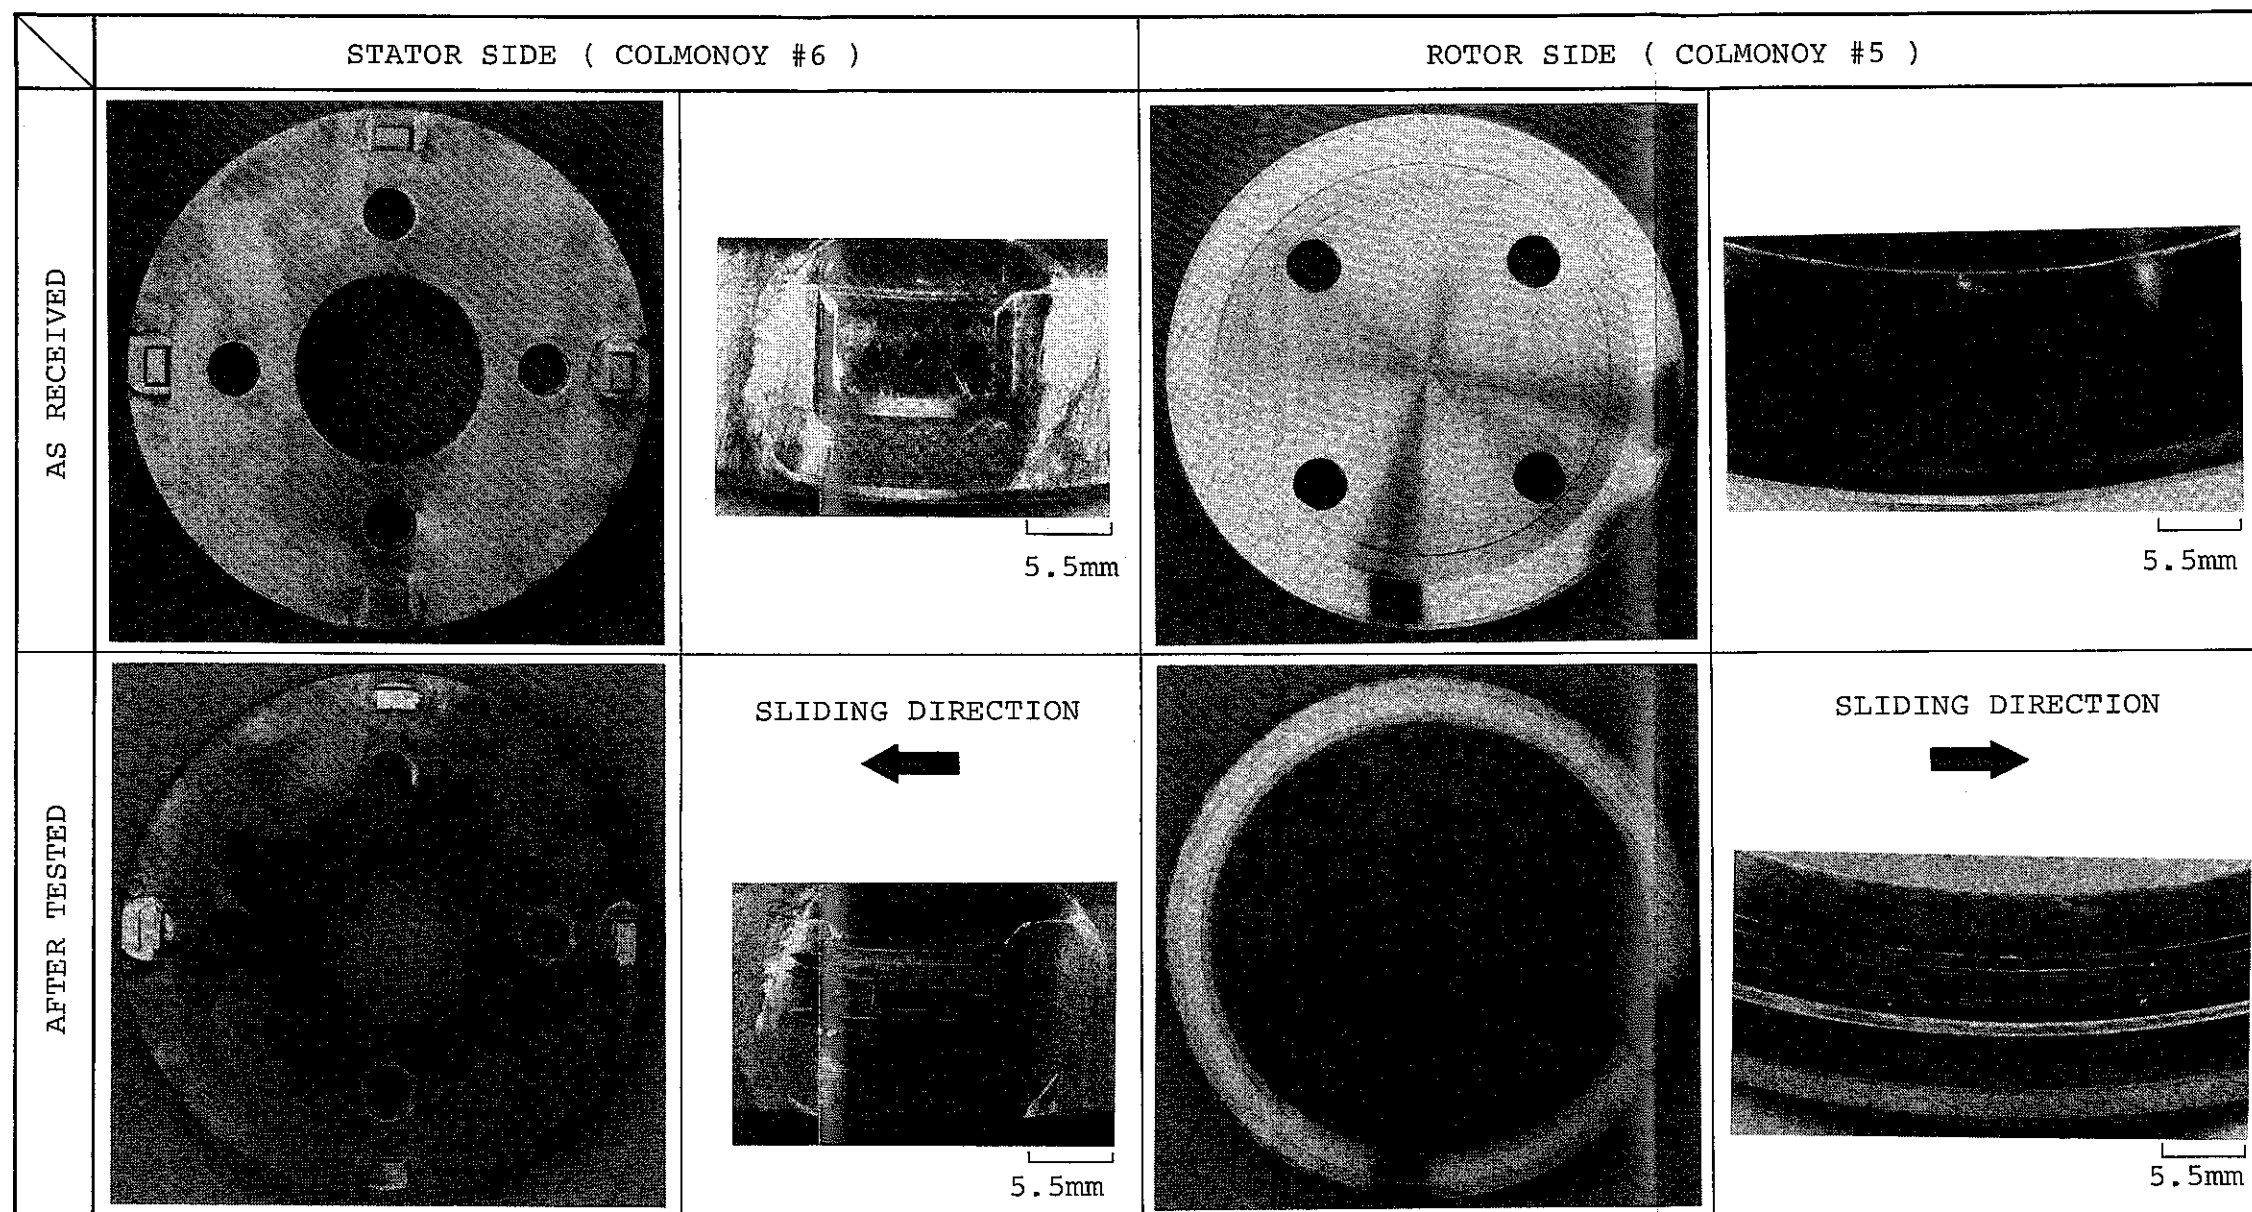 STATOR SIDE ( COLMONOY #6 )
ROTOR SIDE ( COLMONOY #5 )
AS RECEIVED
5.5mm
5.5mm
AFTER TESTED
SLIDING DIRECTION
5.5mm
SLIDING DIRECTION
5.5mm